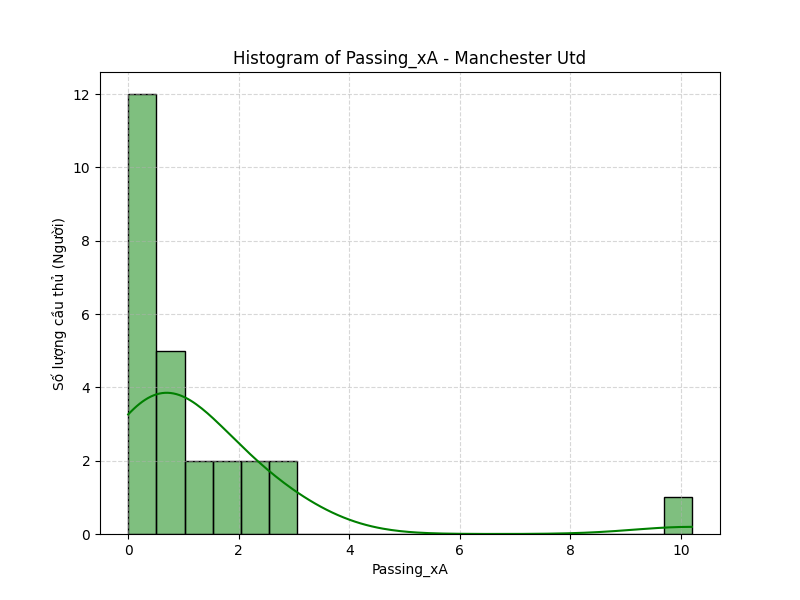 Histogram of Passing_xA - Manchester Utd
Số lượng cầu thủ (Người)
12
10
8
6
4
2
0
0 2 4 6 8 10
Passing_xA